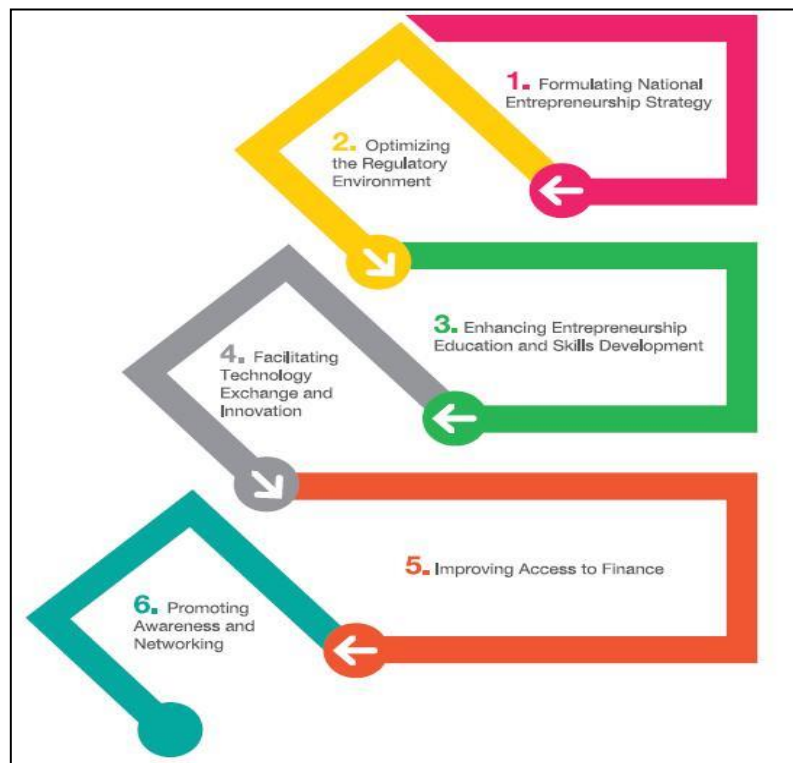 1. Formulating National
Entrepreneurship Strategy
2. Optimizing
the Regulatory
Environment
3. Enhancing Entrepreneurship
Education and Skills Development
4. Facilitating
Technology
Exchange and
Innovation
5. Improving Access to Finance
6. Promoting
Awareness and
Networking